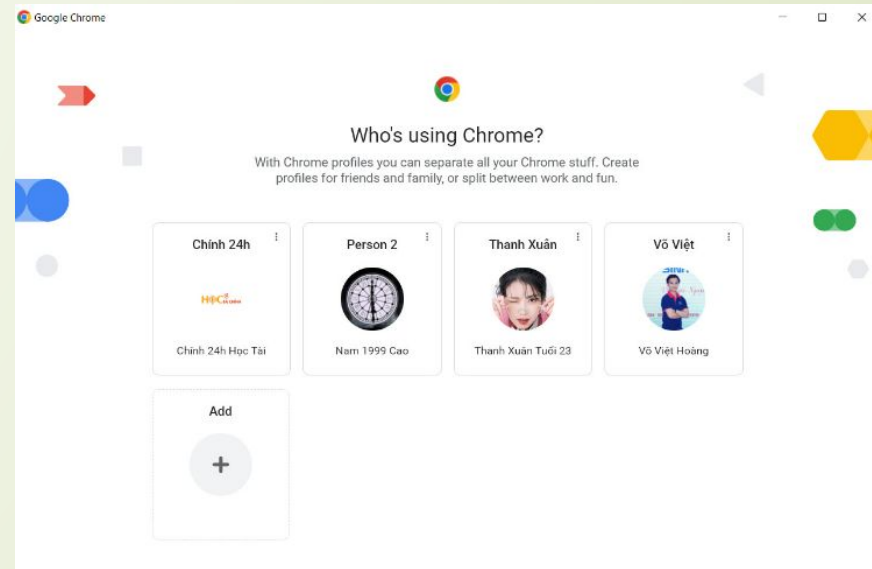 Google Chrome
Who's using Chrome?
With Chrome profiles you can separate all your Chrome stuff. Create
profiles for friends and family, or split between work and fun.
Chính 24h
Person 2
Thanh Xuân
Võ Việt
HỌC
Chính 24h Học Tài
Nam 1999 Cao
Thanh Xuân Tuổi 23
Võ Việt Hoàng
Add